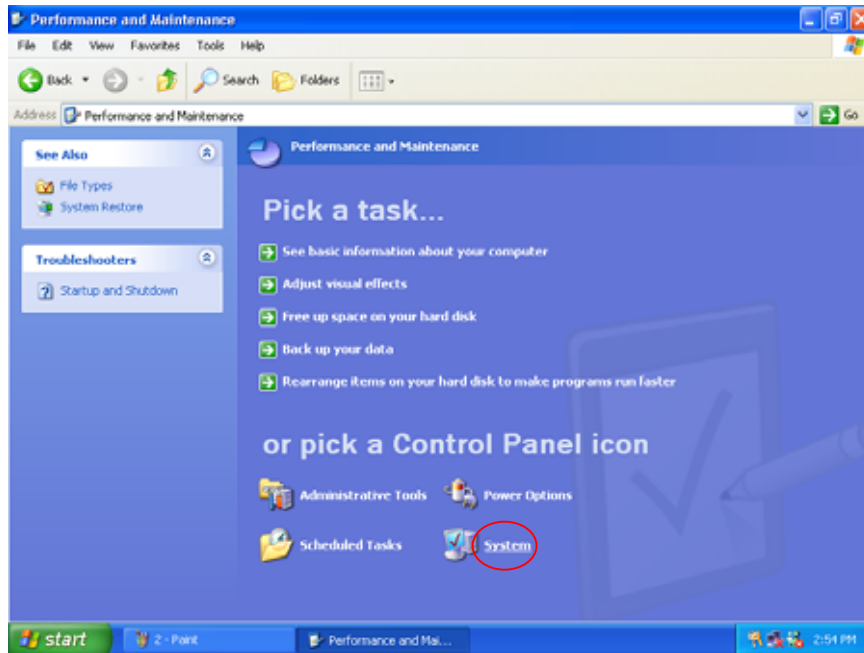 Performance and Maintenance
File Edit View Favorites Tools Help
Back Search Folders
Address Performance and Maintenance Go
See Also
File Types
System Restore
Troubleshooters
Startup and Shutdown
Performance and Maintenance
Pick a task...
See basic information about your computer
Adjust visual effects
Free up space on your hard disk
Back up your data
Rearrange items on your hard disk to make programs run faster
or pick a Control Panel icon
Administrative Tools Power Options
Scheduled Tasks System
start 2 - Paint Performance and Mai... 2:54 PM